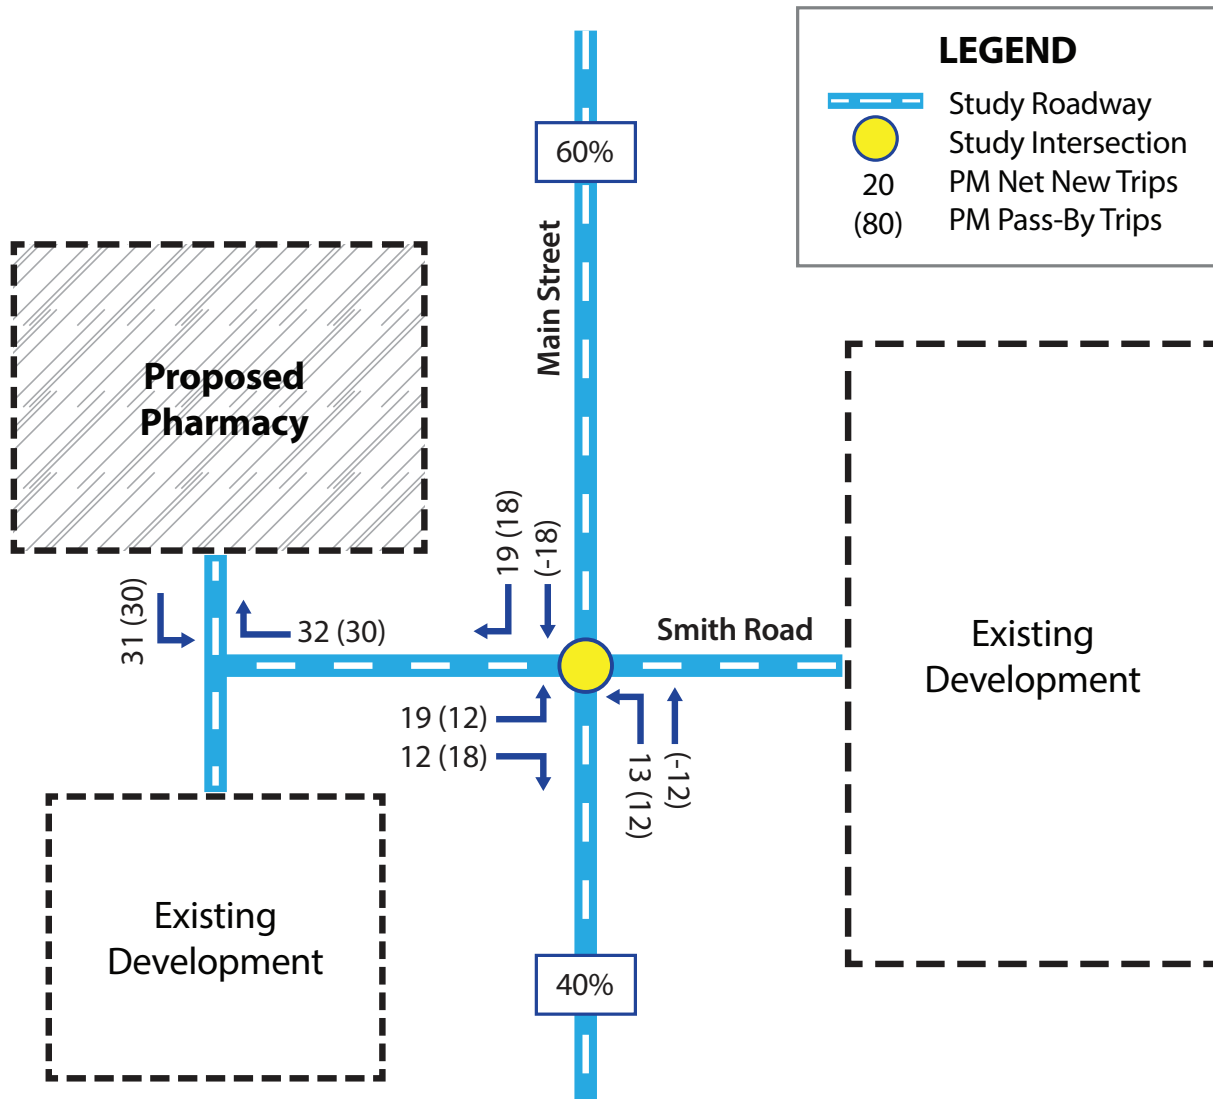 LEGEND
Study Roadway
Study Intersection
20 PM Net New Trips
(80) PM Pass-By Trips
60%
Main Street
Proposed
Pharmacy
19 (18)
(-18)
31 (30)
32 (30)
Smith Road
Existing
Development
19 (12)
12 (18)
13 (12)
(-12)
Existing
Development
40%